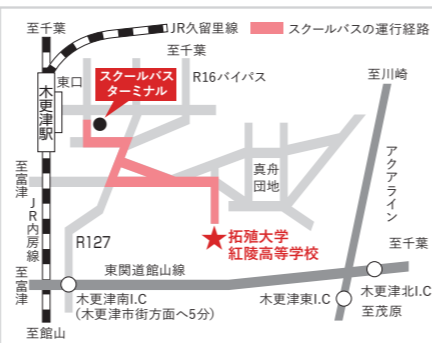 至千葉
JR久留里線
スクールバスの運行経路
至千葉
東口
スクールバス
ターミナル
R16バイパス
至川崎
木更津駅
アクアライン
真舟
団地
至富津
JR内房線
R127
拓殖大学
紅陵高等学校
至千葉
東関道館山線
至富津
木更津南I.C
(木更津市街方面へ5分)
木更津東I.C
木更津北I.C
至茂原
至館山